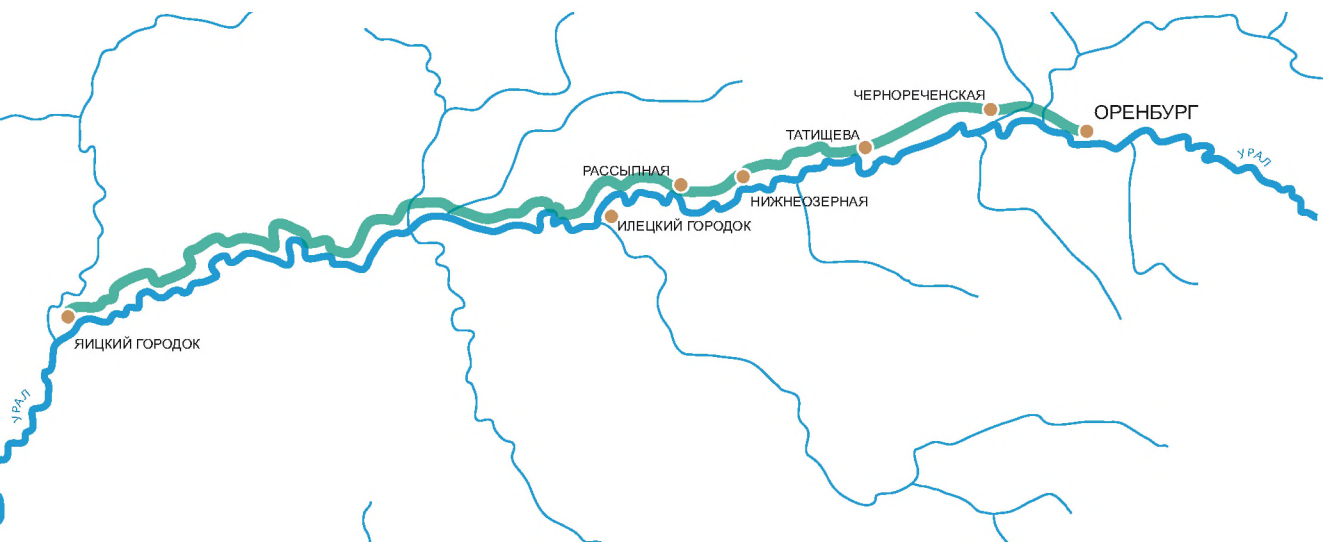 ЧЕРНОРЕЧЕНСКАЯ
ОРЕНБУРГ
ТАТИЩЕВА
УРАЛ
РАССЫПНАЯ
НИЖНЕОЗЕРНАЯ
ИЛЕЦКИЙ ГОРОДОК
ЯИЦКИЙ ГОРОДОК
УРАЛ